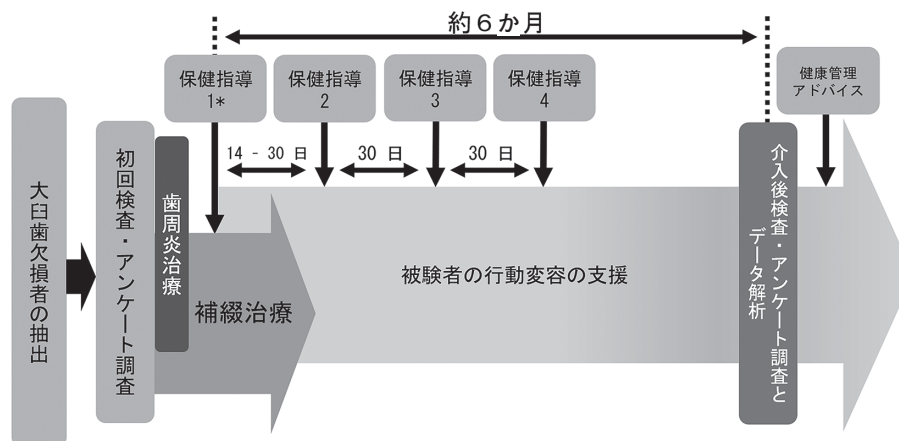 約６か月
保健指導
1*
保健指導
2
保健指導
3
保健指導
4
健康管理
アドバイス
14 - 30 日
30 日
30 日
大臼歯欠損者の抽出
初回検査・アンケート調査
歯周炎治療
補綴治療
被験者の行動変容の支援
介入後検査・アンケート調査と
データ解析